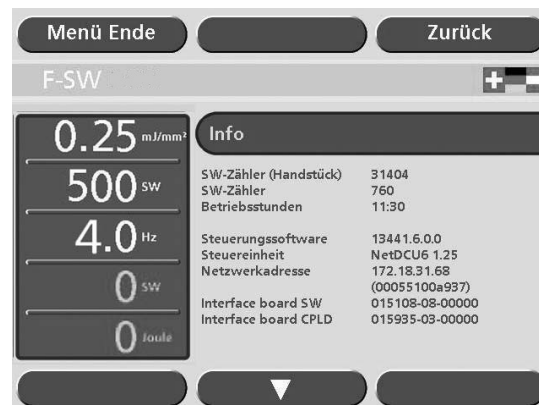 Menü Ende
Zurück
F-SW
0.25 mJ/mm²
500 SW
4.0 Hz
0 SW
0 Joule
Info
SW-Zähler (Handstück) 31404
SW-Zähler 760
Betriebsstunden 11:30
Steuerungssoftware 13441.6.0.0
Steuereinheit NetDCU6 1.25
Netzwerkadresse 172.18.31.68
(00055100a937)
Interface board SW 015108-08-00000
Interface board CPLD 015935-03-00000